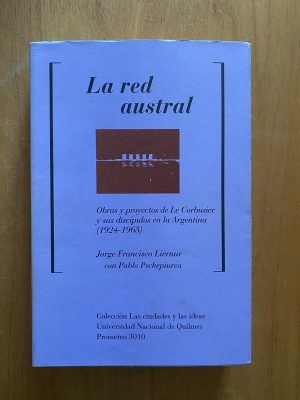 La red
austral
Obras y proyectos de Le Corbusier
y sus discípulos en la Argentina
(1924-1965)
Jorge Francisco Liernur
con Pablo Pschepiurca
Colección Las ciudades y las ideas
Universidad Nacional de Quilmes
Prometeo 3010